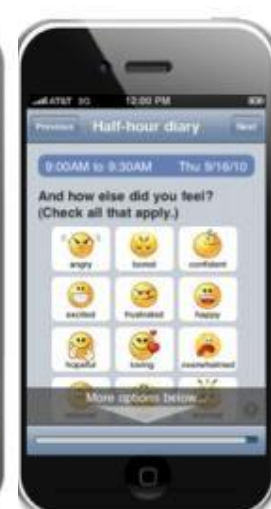 AT&T 3G 12:00 PM
Previous Half-hour diary Next
9:00AM to 9:30AM Thu 9/16/10
And how else did you feel?
(Check all that apply.)
angry bored confident
excited frustrated happy
hopeful loving overwhelmed
More options below...